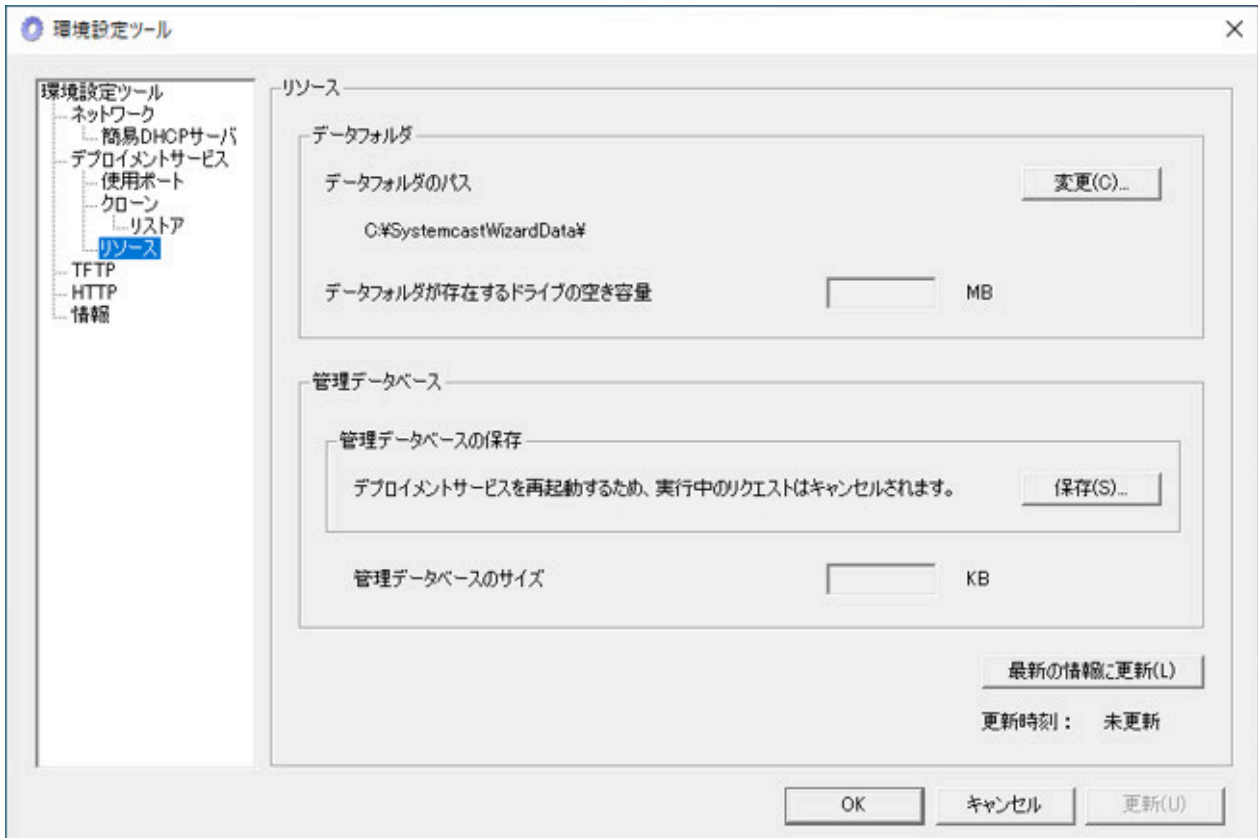 環境設定ツール
環境設定ツール
ネットワーク
簡易DHCPサーバ
デプロイメントサービス
使用ポート
クローン
リストア
リソース
TFTP
HTTP
情報
リソース
データフォルダ
データフォルダのパス
変更(C)...
C:¥SystemcastWizardData¥
データフォルダが存在するドライブの空き容量
MB
管理データベース
管理データベースの保存
デプロイメントサービスを再起動するため、実行中のリクエストはキャンセルされます。
保存(S)...
管理データベースのサイズ
KB
最新の情報に更新(L)
更新時刻： 未更新
OK
キャンセル
更新(U)